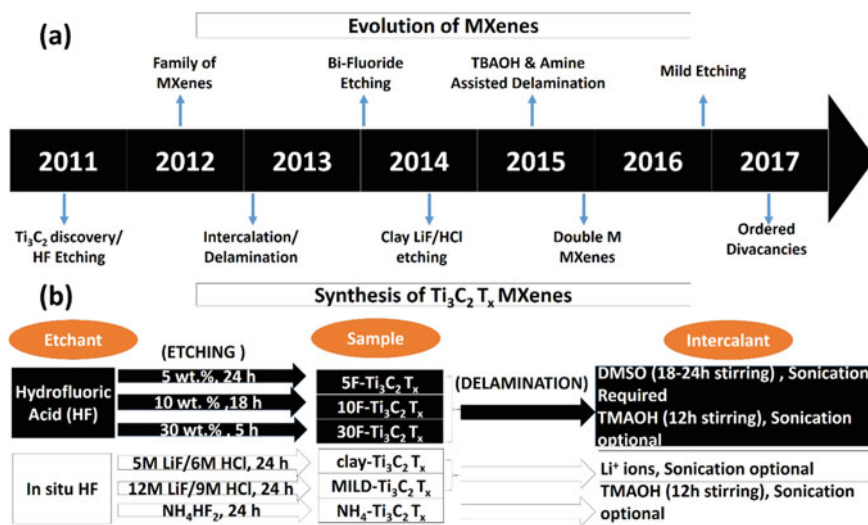 (a)
Evolution of MXenes
Family of
MXenes
Bi-Fluoride
Etching
TBAOH & Amine
Assisted Delamination
Mild Etching
2011 2012 2013 2014 2015 2016 2017
Ti₃C₂ discovery/
HF Etching
Intercalation/
Delamination
Clay LiF/HCl
etching
Double M
MXenes
Ordered
Divacancies
(b)
Synthesis of Ti₃C₂ Tₓ MXenes
Etchant
(ETCHING )
Sample
Intercalant
Hydrofluoric
Acid (HF)
5 wt.%, 24 h
10 wt. % ,18 h
30 wt.% , 5 h
5F-Ti₃C₂ Tₓ
10F-Ti₃C₂ Tₓ
30F-Ti₃C₂ Tₓ
(DELAMINATION)
DMSO (18-24h stirring) , Sonication
Required
TMAOH (12h stirring), Sonication
optional
In situ HF
5M LiF/6M HCl, 24 h
12M LiF/9M HCl, 24 h
NH₄HF₂, 24 h
clay-Ti₃C₂ Tₓ
MILD-Ti₃C₂ Tₓ
NH₄-Ti₃C₂ Tₓ
Li⁺ ions, Sonication optional
TMAOH (12h stirring), Sonication
optional